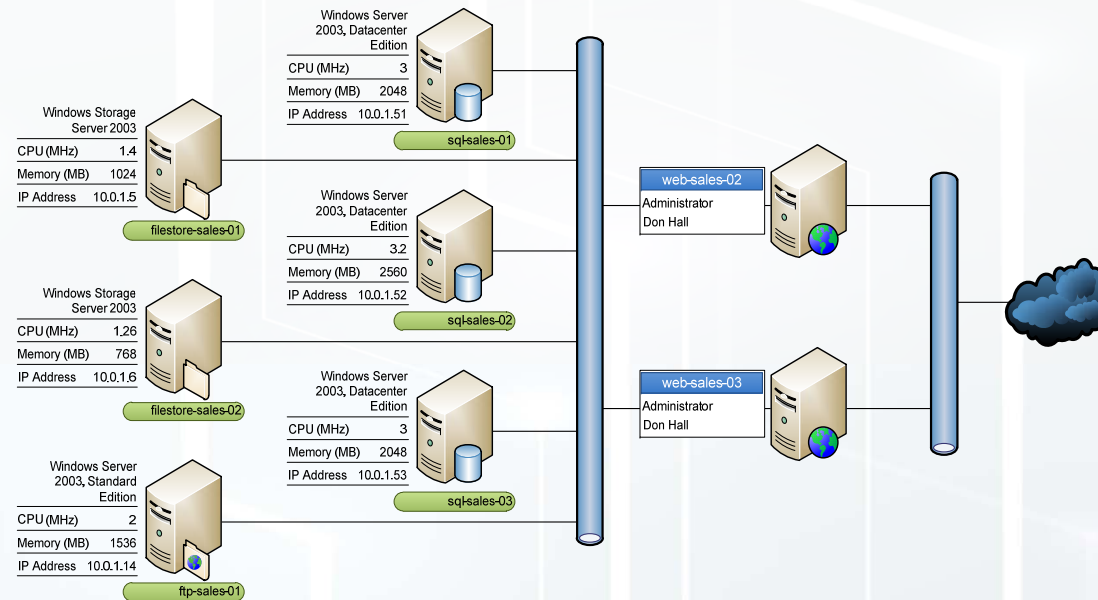 Windows Server
2003, Datacenter
Edition
CPU (MHz) 3
Memory (MB) 2048
IP Address 10.0.1.51
sql-sales-01
Windows Storage
Server 2003
CPU (MHz) 1.4
Memory (MB) 1024
IP Address 10.0.1.5
filestore-sales-01
Windows Server
2003, Datacenter
Edition
CPU (MHz) 3.2
Memory (MB) 2560
IP Address 10.0.1.52
sql-sales-02
Windows Storage
Server 2003
CPU (MHz) 1.26
Memory (MB) 768
IP Address 10.0.1.6
filestore-sales-02
Windows Server
2003, Datacenter
Edition
CPU (MHz) 3
Memory (MB) 2048
IP Address 10.0.1.53
sql-sales-03
Windows Server
2003, Standard
Edition
CPU (MHz) 2
Memory (MB) 1536
IP Address 10.0.1.14
ftp-sales-01
web-sales-02
Administrator
Don Hall
web-sales-03
Administrator
Don Hall